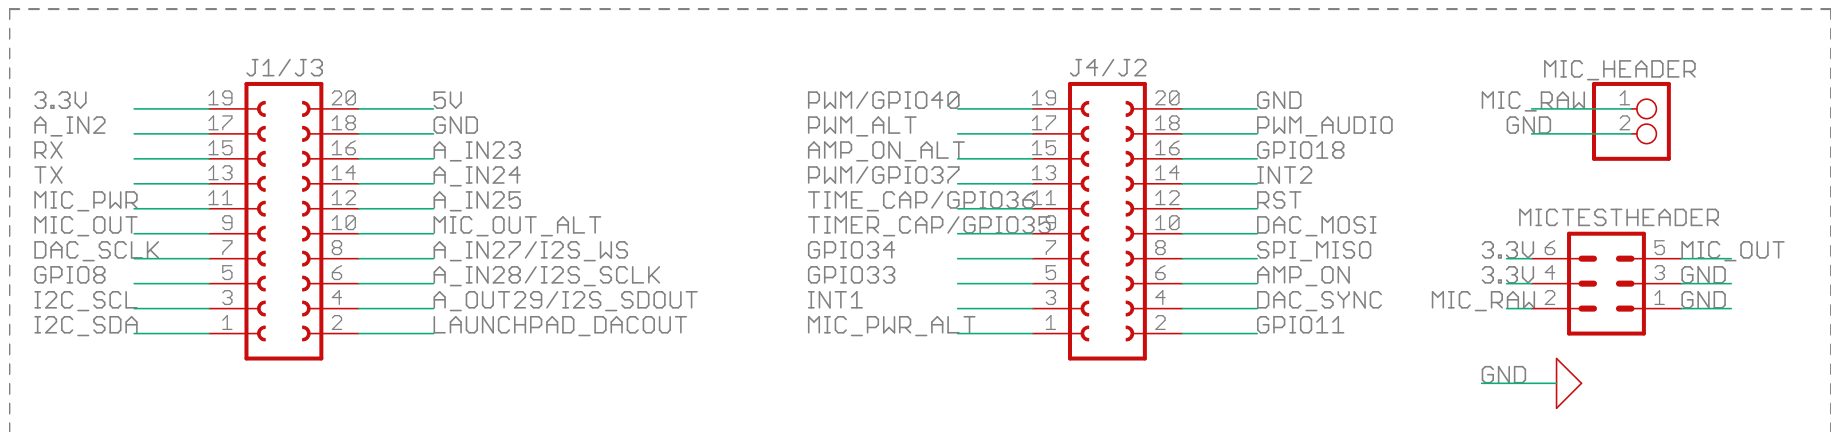 J1/J3
3.3V 19 20 5V
A_IN2 17 18 GND
RX 15 16 A_IN23
TX 13 14 A_IN24
MIC_PWR 11 12 A_IN25
MIC_OUT 9 10 MIC_OUT_ALT
DAC_SCLK 7 8 A_IN27/I2S_WS
GPIO8 5 6 A_IN28/I2S_SCLK
I2C_SCL 3 4 A_OUT29/I2S_SDOUT
I2C_SDA 1 2 LAUNCHPAD_DACOUT
J4/J2
PWM/GPIO40 19 20 GND
PWM_ALT 17 18 PWM_AUDIO
AMP_ON_ALT 15 16 GPIO18
PWM/GPIO37 13 14 INT2
TIME_CAP/GPIO36 11 12 RST
TIMER_CAP/GPIO35 9 10 DAC_MOSI
GPIO34 7 8 SPI_MISO
GPIO33 5 6 AMP_ON
INT1 3 4 DAC_SYNC
MIC_PWR_ALT 1 2 GPIO11
MIC_HEADER
MIC_RAW 1
GND 2
MICTESTHEADER
3.3V 6 5 MIC_OUT
3.3V 4 3 GND
MIC_RAW 2 1 GND
GND